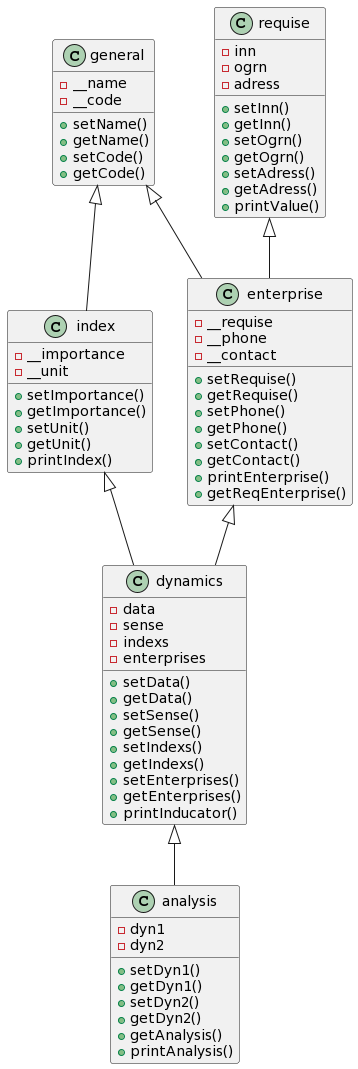 C requise
inn
ogrn
adress
setInn()
getInn()
setOgrn()
getOgrn()
setAdress()
getAdress()
printValue()
C general
__name
__code
setName()
getName()
setCode()
getCode()
C index
__importance
__unit
setImportance()
getImportance()
setUnit()
getUnit()
printIndex()
C enterprise
__requise
__phone
__contact
setRequise()
getRequise()
setPhone()
getPhone()
setContact()
getContact()
printEnterprise()
getReqEnterprise()
C dynamics
data
sense
indexs
enterprises
setData()
getData()
setSense()
getSense()
setIndexs()
getIndexs()
setEnterprises()
getEnterprises()
printInducator()
C analysis
dyn1
dyn2
setDyn1()
getDyn1()
setDyn2()
getDyn2()
getAnalysis()
printAnalysis()